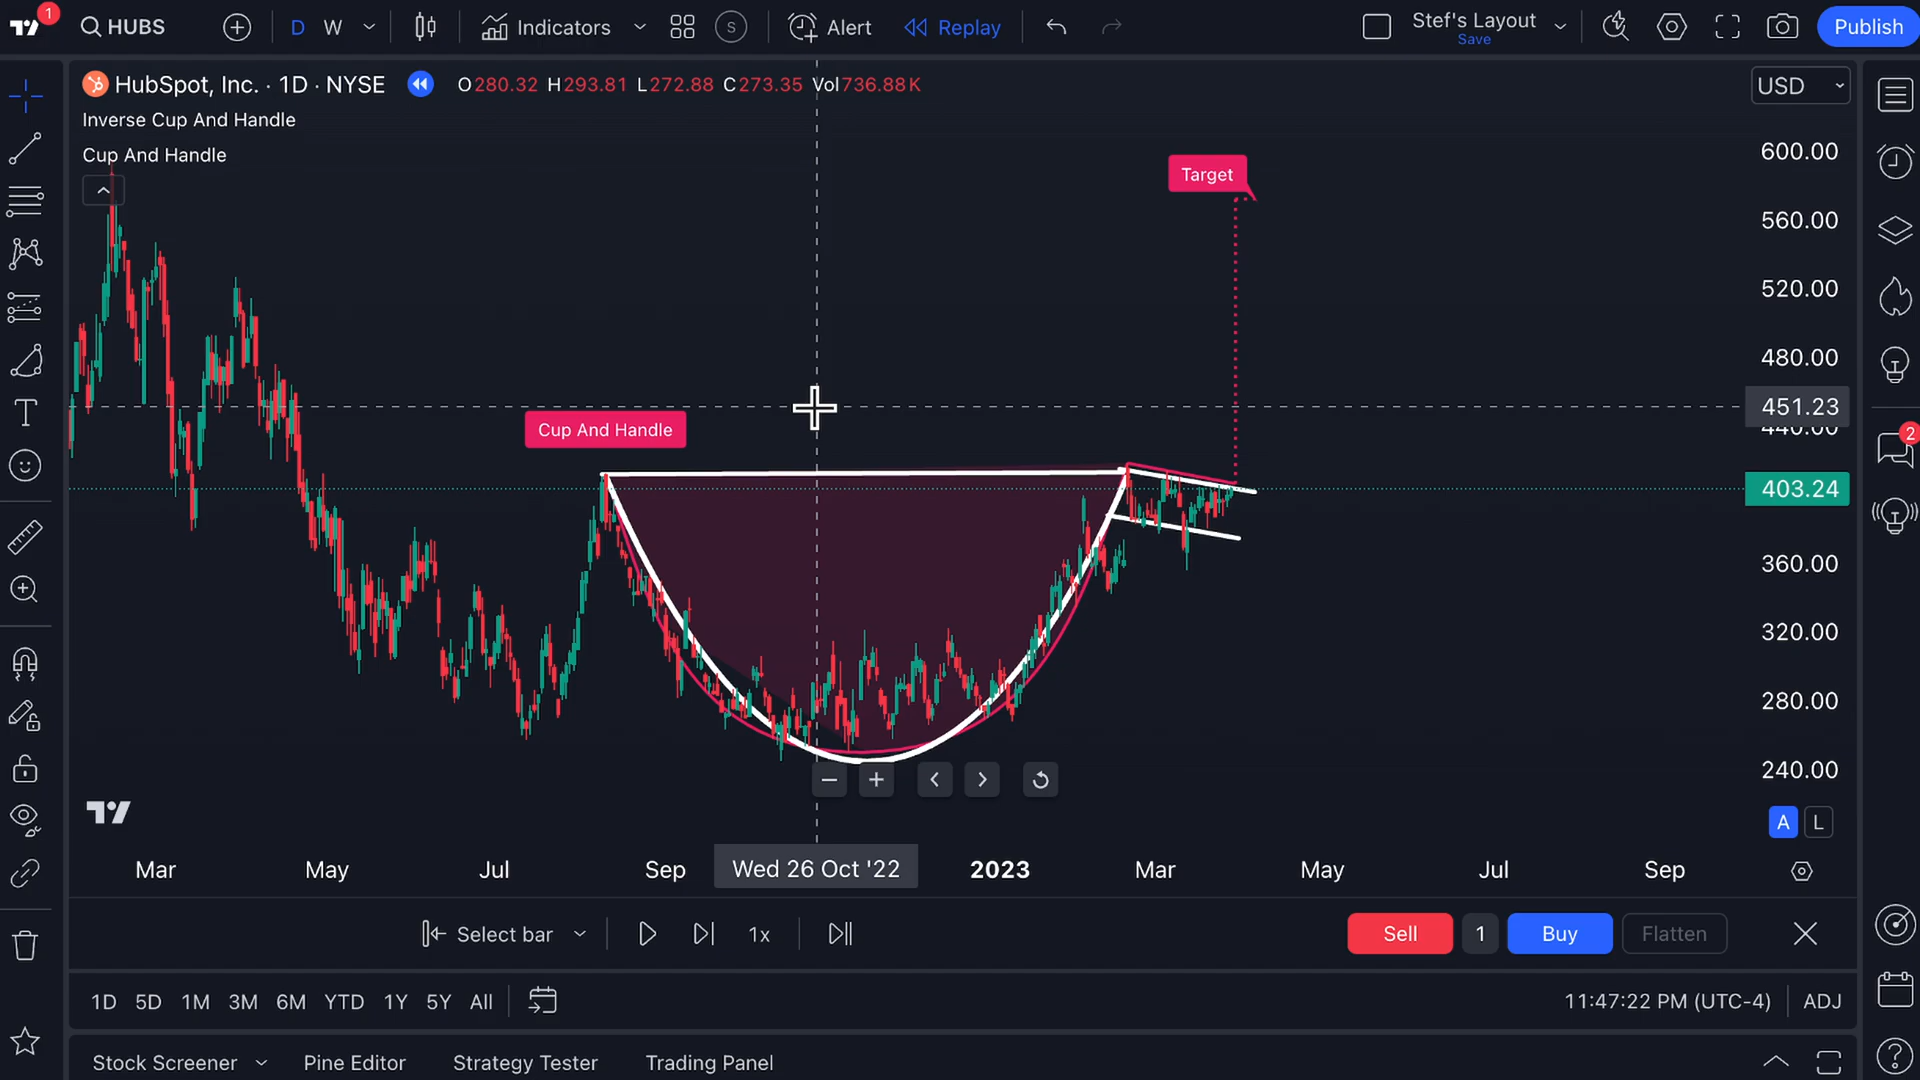 1
HUBS
D
W
Indicators
S
Alert
Replay
Stef's Layout
Save
Publish
HubSpot, Inc. · 1D · NYSE
O280.32 H293.81 L272.88 C273.35 Vol736.88K
USD
Inverse Cup And Handle
Cup And Handle
600.00
Target
560.00
520.00
480.00
451.23
440.00
Cup And Handle
2
403.24
360.00
320.00
280.00
240.00
A
L
Mar
May
Jul
Sep
Wed 26 Oct '22
2023
Mar
May
Jul
Sep
Select bar
1x
Sell
1
Buy
Flatten
1D
5D
1M
3M
6M
YTD
1Y
5Y
All
11:47:22 PM (UTC-4)
ADJ
Stock Screener
Pine Editor
Strategy Tester
Trading Panel